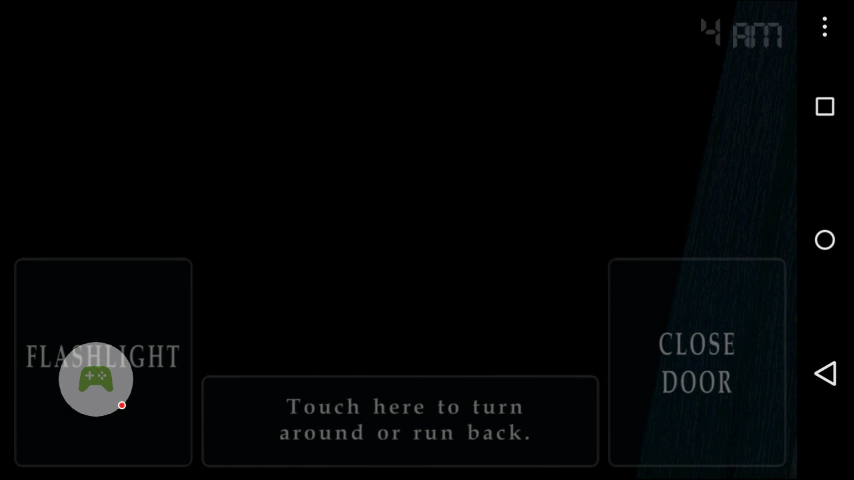 4 AM
FLASHLIGHT
CLOSE
DOOR
Touch here to turn
around or run back.